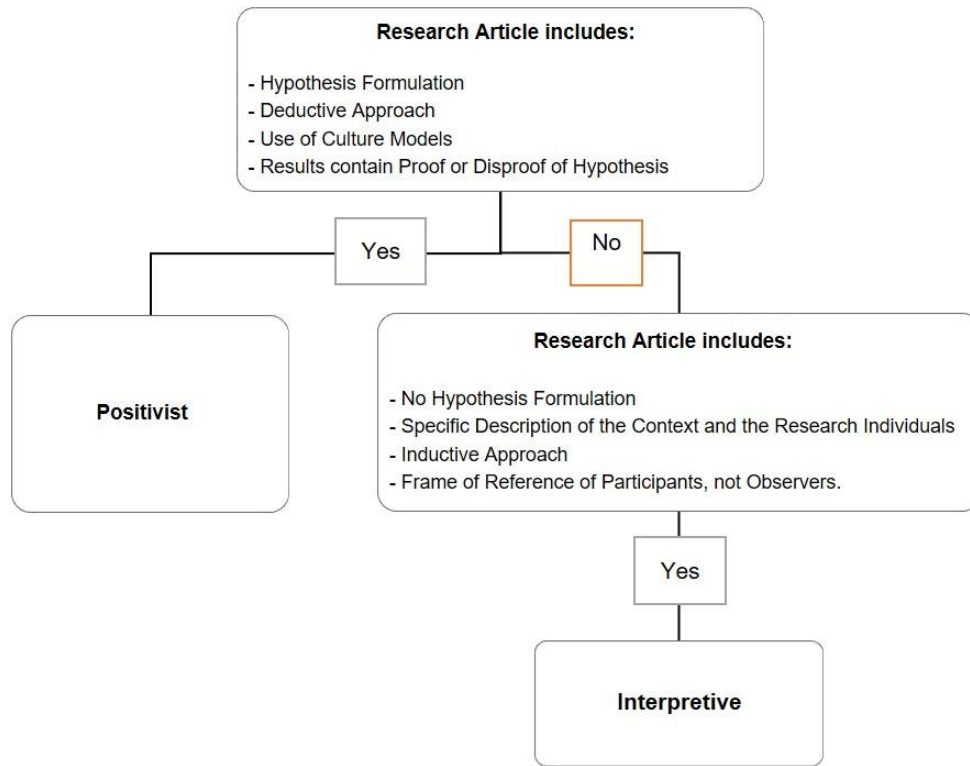 Research Article includes:
- Hypothesis Formulation
- Deductive Approach
- Use of Culture Models
- Results contain Proof or Disproof of Hypothesis
Yes
No
Positivist
Research Article includes:
- No Hypothesis Formulation
- Specific Description of the Context and the Research Individuals
- Inductive Approach
- Frame of Reference of Participants, not Observers.
Yes
Interpretive